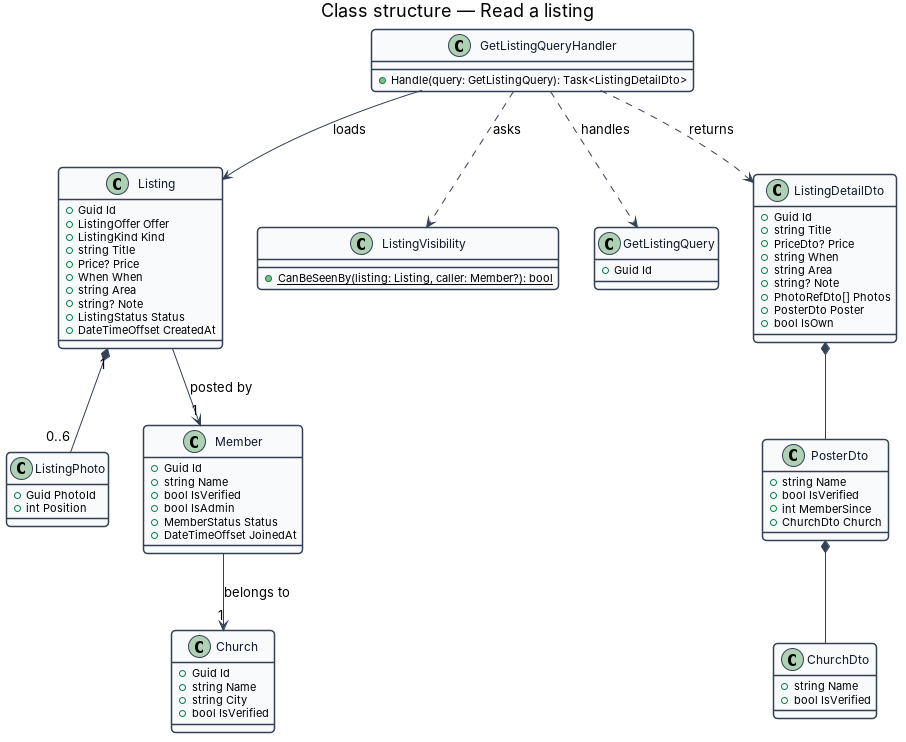 Class structure — Read a listing
C GetListingQueryHandler
Handle(query: GetListingQuery): Task<ListingDetailDto>
loads
asks
handles
returns
C Listing
Guid Id
ListingOffer Offer
ListingKind Kind
string Title
Price? Price
When When
string Area
string? Note
ListingStatus Status
DateTimeOffset CreatedAt
C ListingVisibility
CanBeSeenBy(listing: Listing, caller: Member?): bool
C GetListingQuery
Guid Id
C ListingDetailDto
Guid Id
string Title
PriceDto? Price
string When
string Area
string? Note
PhotoRefDto[] Photos
PosterDto Poster
bool IsOwn
1
0..6
posted by
1
C ListingPhoto
Guid PhotoId
int Position
C Member
Guid Id
string Name
bool IsVerified
bool IsAdmin
MemberStatus Status
DateTimeOffset JoinedAt
C PosterDto
string Name
bool IsVerified
int MemberSince
ChurchDto Church
belongs to
1
C Church
Guid Id
string Name
string City
bool IsVerified
C ChurchDto
string Name
bool IsVerified